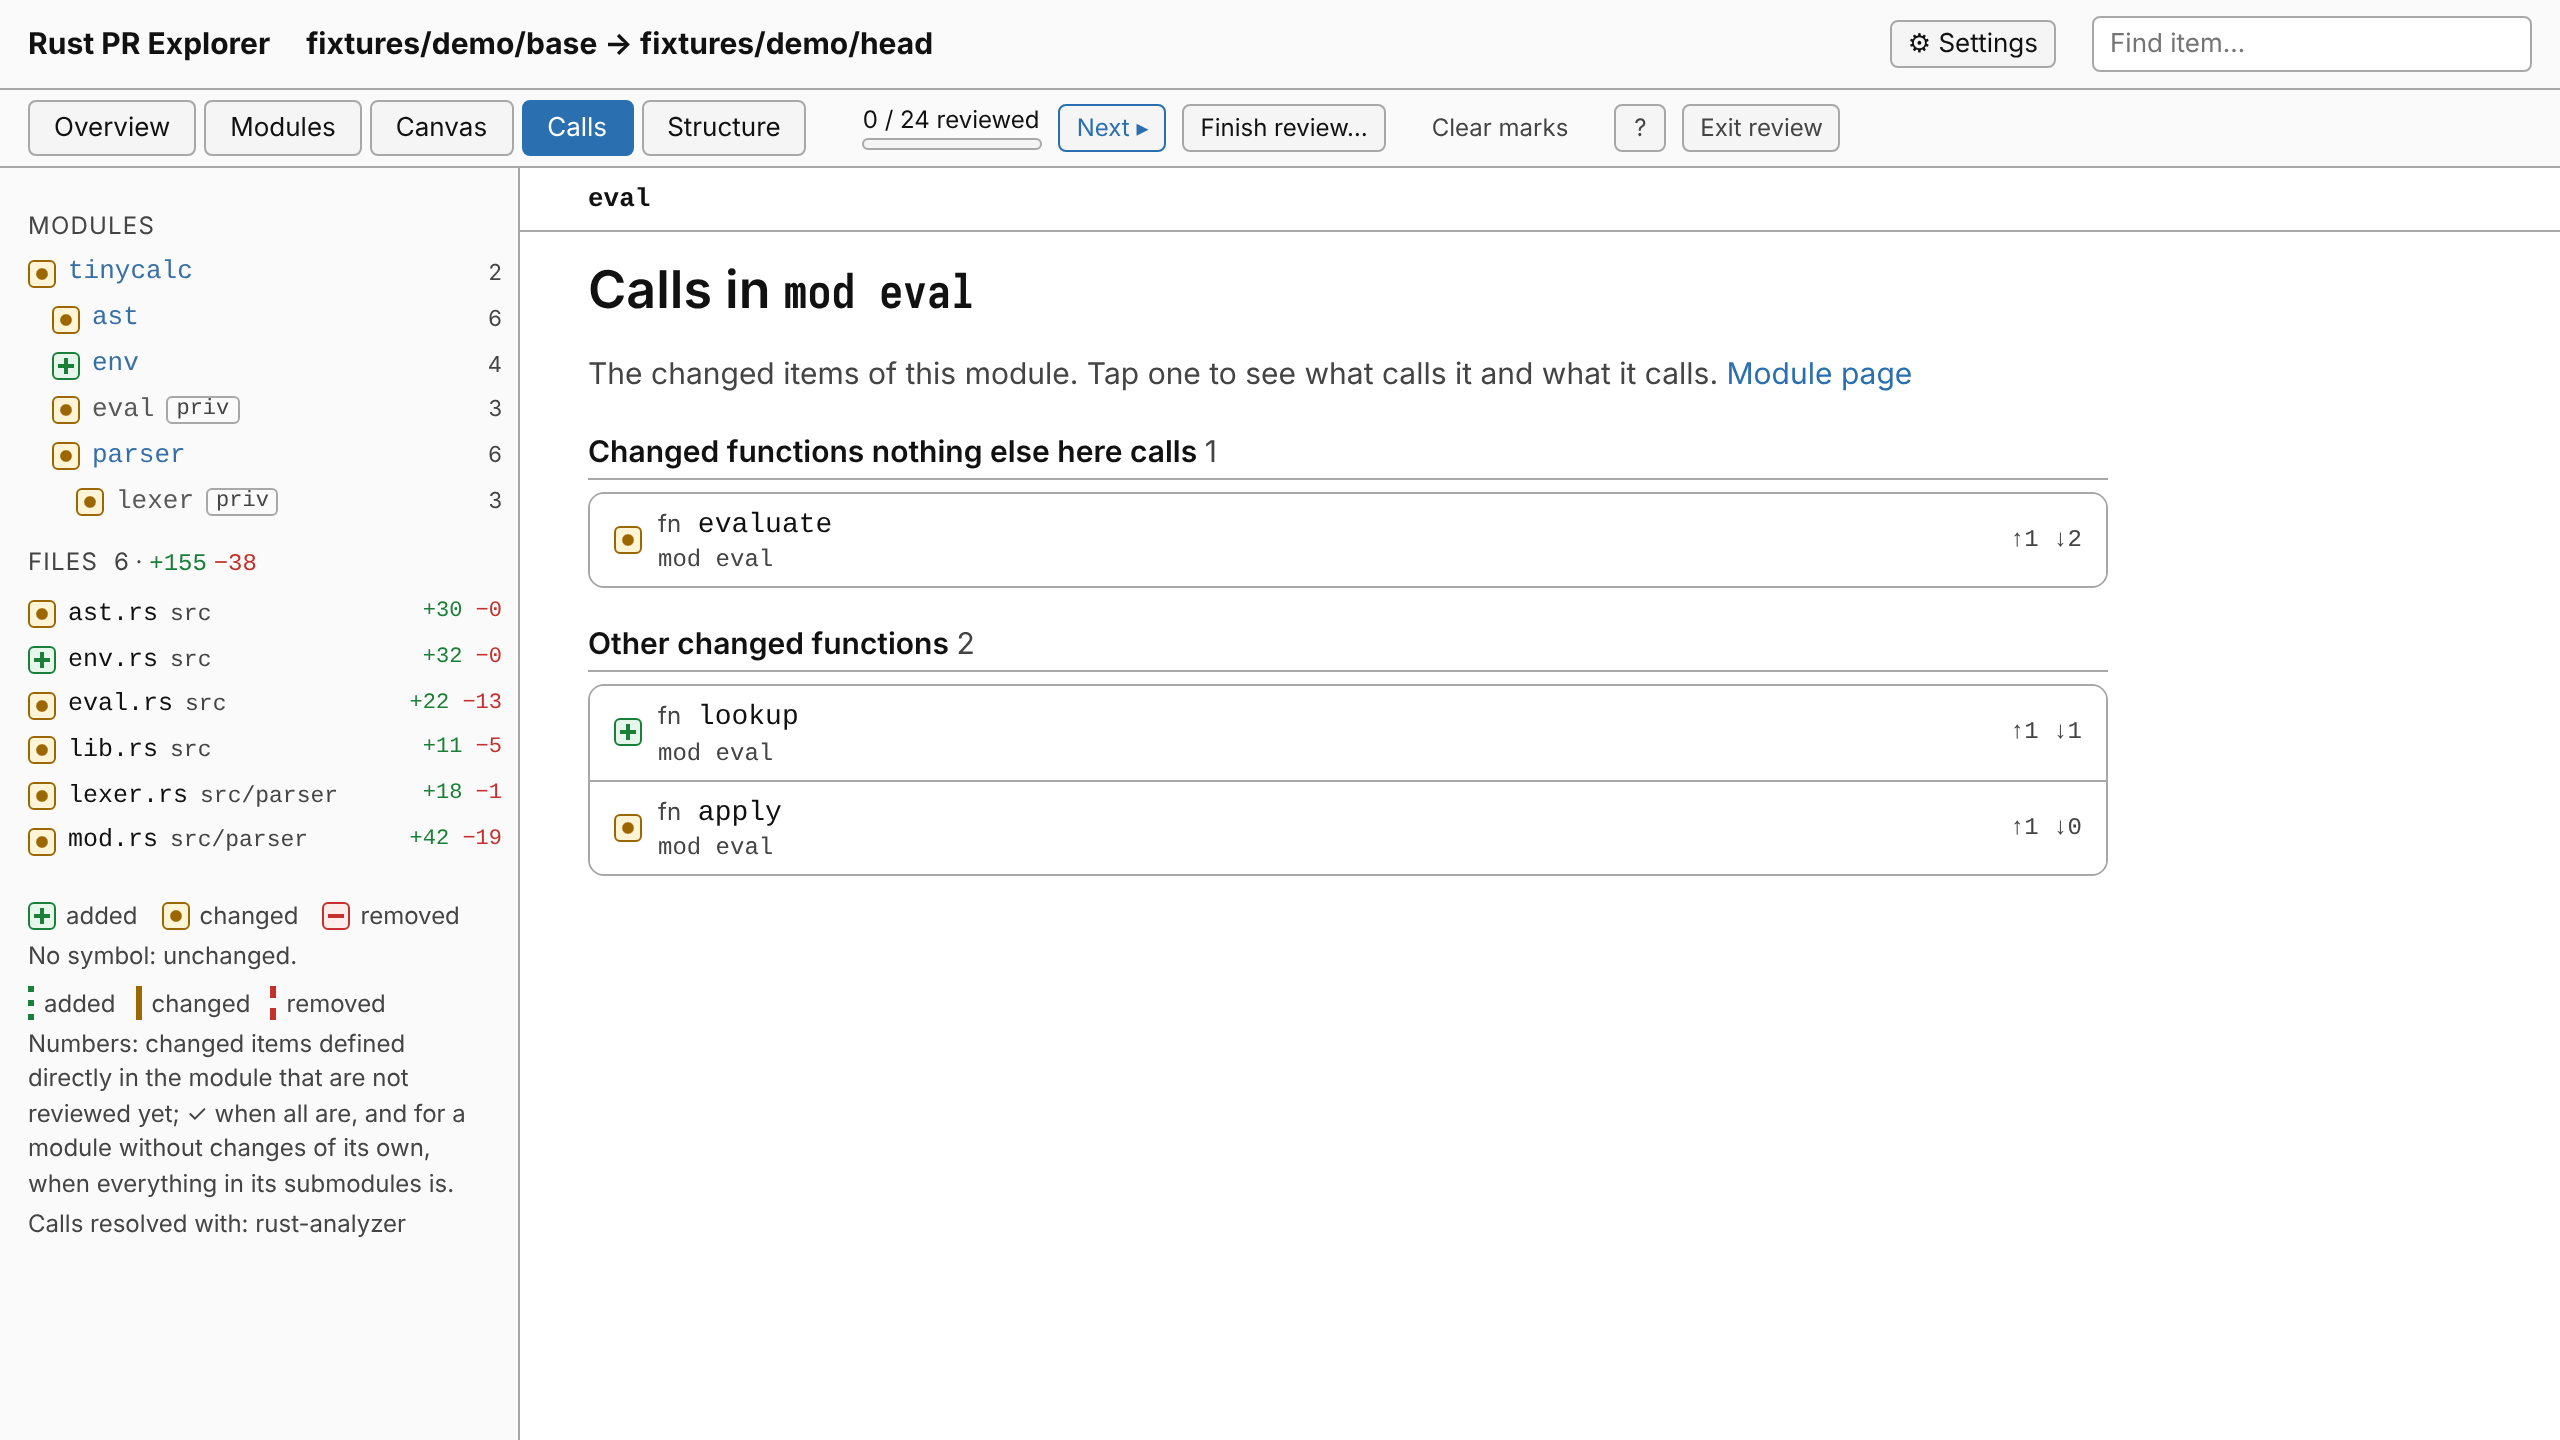 Rust PR Explorer fixtures/demo/base → fixtures/demo/head ⚙ Settings Find item...
Overview Modules Canvas Calls Structure 0 / 24 reviewed Next ▸ Finish review... Clear marks ? Exit review
MODULES
tinycalc 2
ast 6
env 4
eval priv 3
parser 6
lexer priv 3
FILES 6 · +155 −38
ast.rs src +30 −0
env.rs src +32 −0
eval.rs src +22 −13
lib.rs src +11 −5
lexer.rs src/parser +18 −1
mod.rs src/parser +42 −19
added changed removed
No symbol: unchanged.
added changed removed
Numbers: changed items defined
directly in the module that are not
reviewed yet; ✓ when all are, and for a
module without changes of its own,
when everything in its submodules is.
Calls resolved with: rust-analyzer
eval
Calls in mod eval
The changed items of this module. Tap one to see what calls it and what it calls. Module page
Changed functions nothing else here calls 1
fn evaluate
mod eval
↑1 ↓2
Other changed functions 2
fn lookup
mod eval
↑1 ↓1
fn apply
mod eval
↑1 ↓0